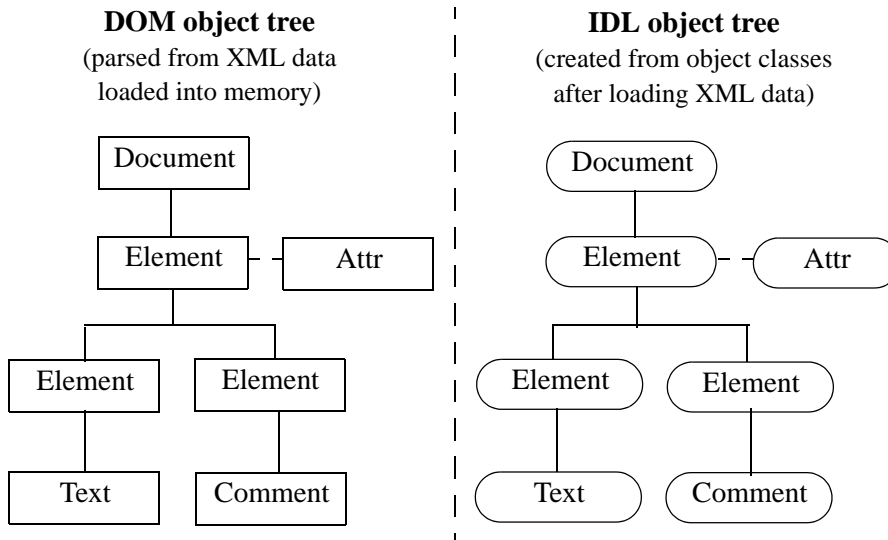 DOM object tree
(parsed from XML data
loaded into memory)
Document
Element
Attr
Element
Element
Text
Comment
IDL object tree
(created from object classes
after loading XML data)
Document
Element
Attr
Element
Element
Text
Comment